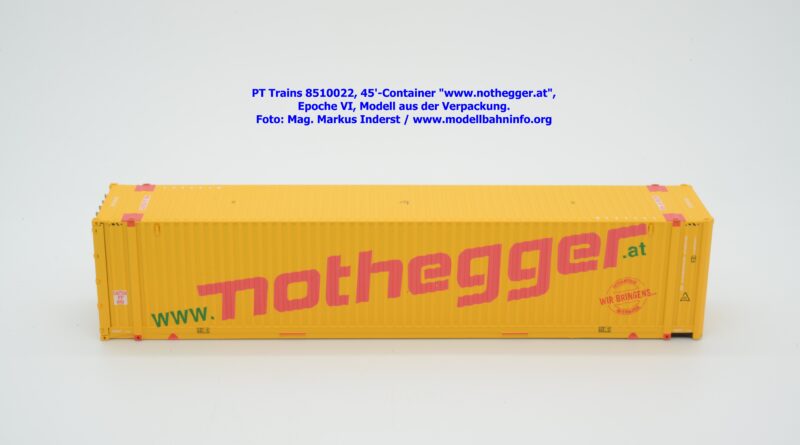 PT Trains 8510022, 45'-Container "www.nothegger.at",
Epoche VI, Modell aus der Verpackung.
Foto: Mag. Markus Inderst / www.modellbahninfo.org
www.nothegger.at
WIR BRINGENS...